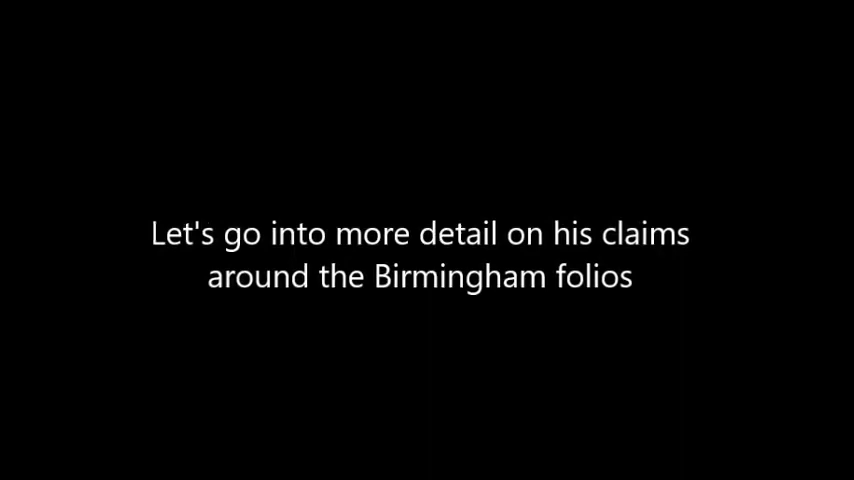 Let's go into more detail on his claims
around the Birmingham folios